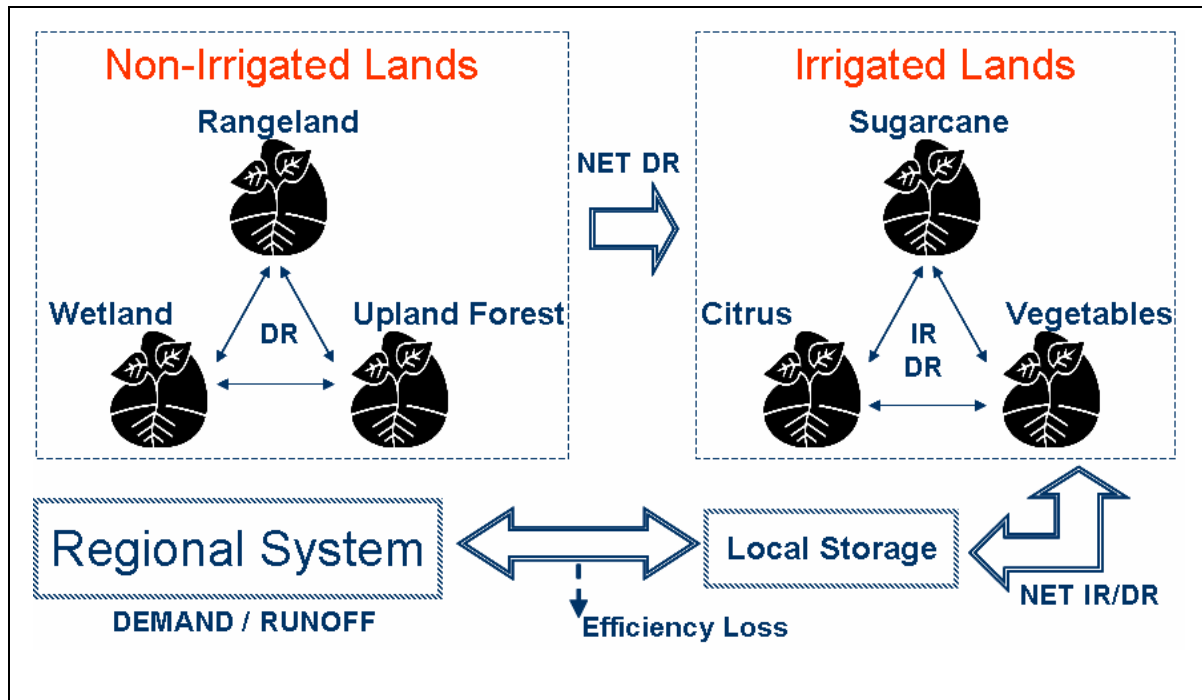 Non-Irrigated Lands
Rangeland
Wetland
Upland Forest
DR
NET DR
Irrigated Lands
Sugarcane
Citrus
Vegetables
IR
DR
Regional System
DEMAND / RUNOFF
Efficiency Loss
Local Storage
NET IR/DR